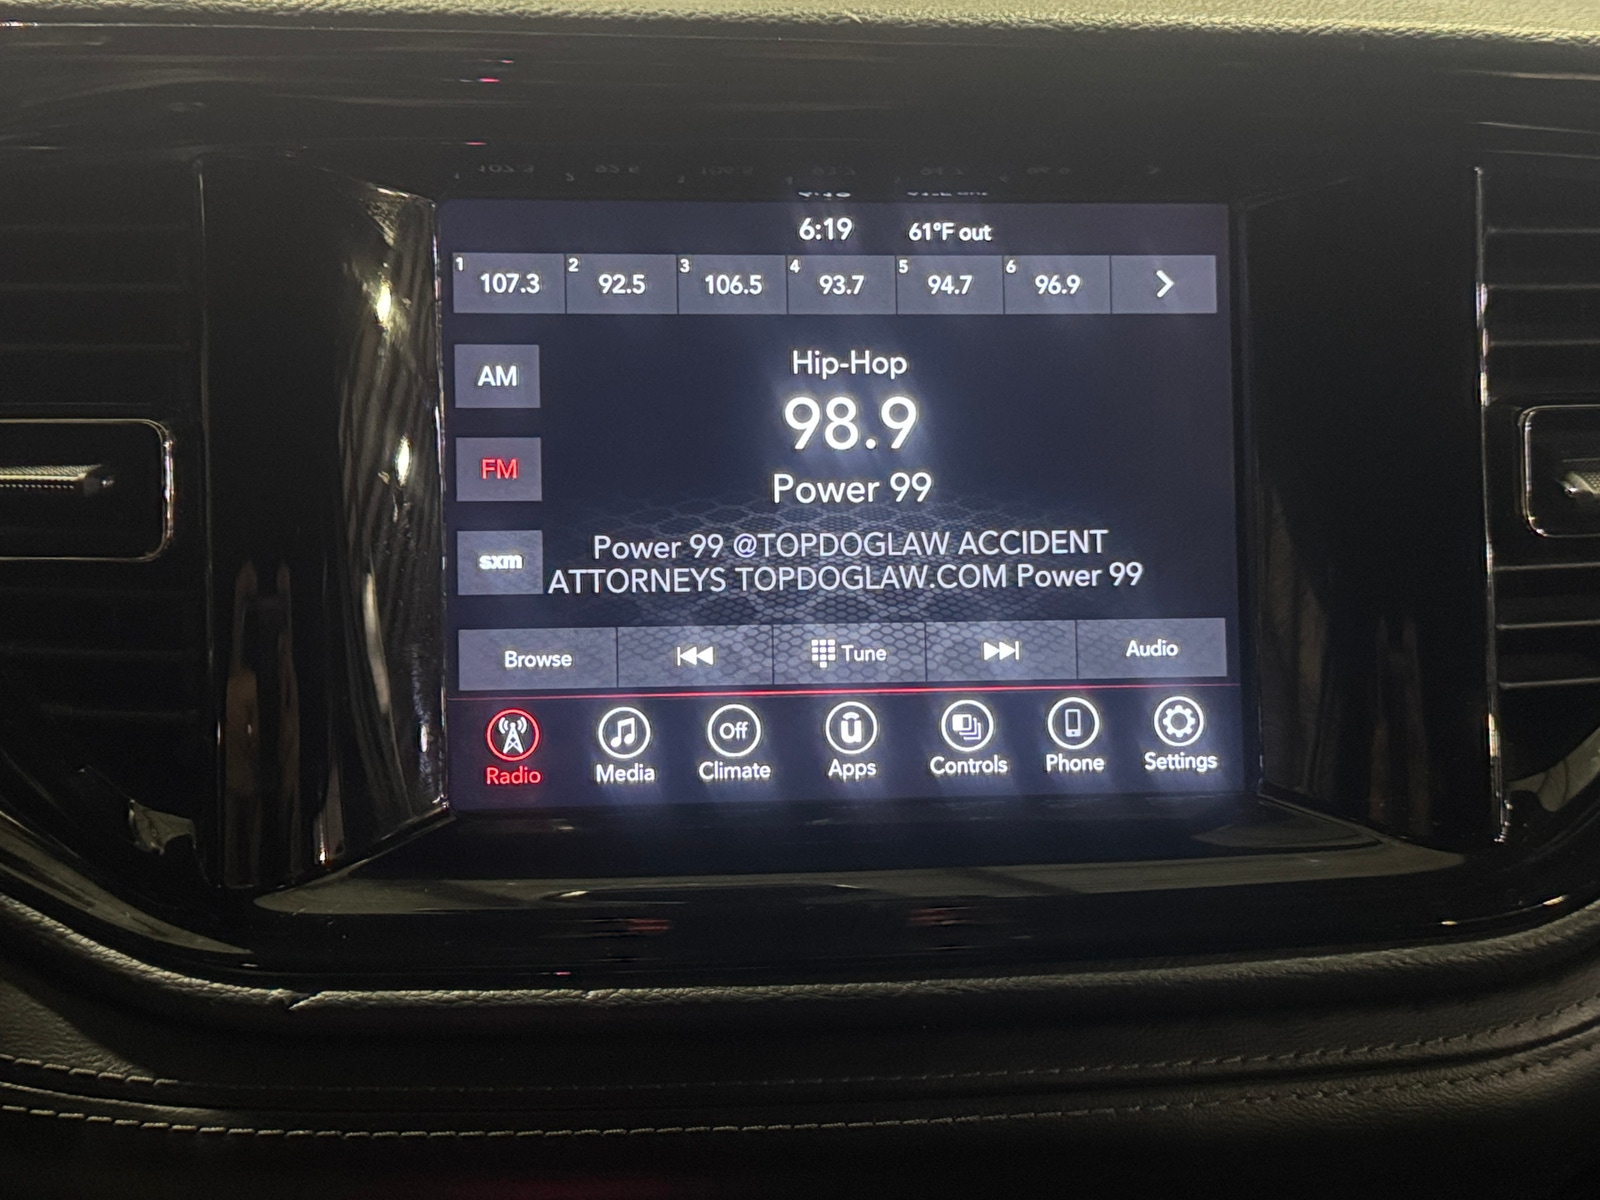 6:19 61°F out
1 107.3 2 92.5 3 106.5 4 93.7 5 94.7 6 96.9
AM
Hip-Hop
98.9
FM
Power 99
Power 99 @TOPDOGLAW ACCIDENT
sxm
ATTORNEYS TOPDOGLAW.COM Power 99
Browse Tune Audio
Off
Radio Media Climate Apps Controls Phone Settings